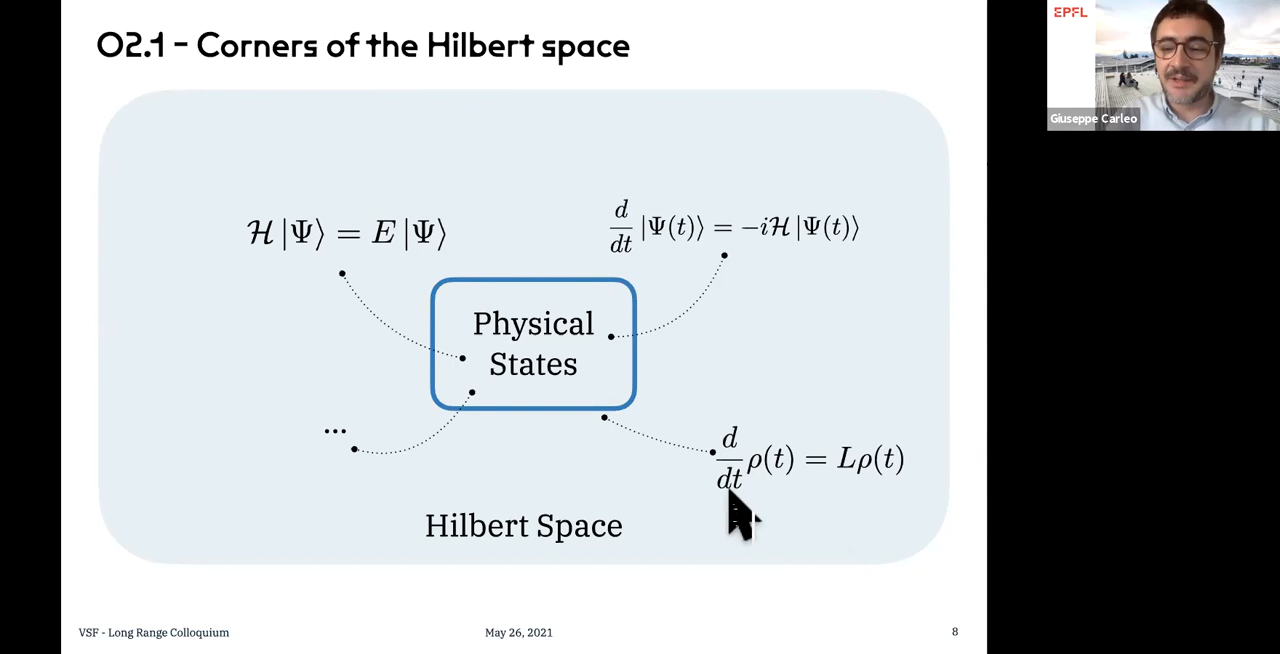 O2.1 - Corners of the Hilbert space
EPFL
Giuseppe Carleo
ℋ|Ψ⟩ = E|Ψ⟩
d/dt |Ψ(t)⟩ = −iℋ|Ψ(t)⟩
Physical
States
...
d/dt ρ(t) = Lρ(t)
Hilbert Space
VSF - Long Range Colloquium
May 26, 2021
8